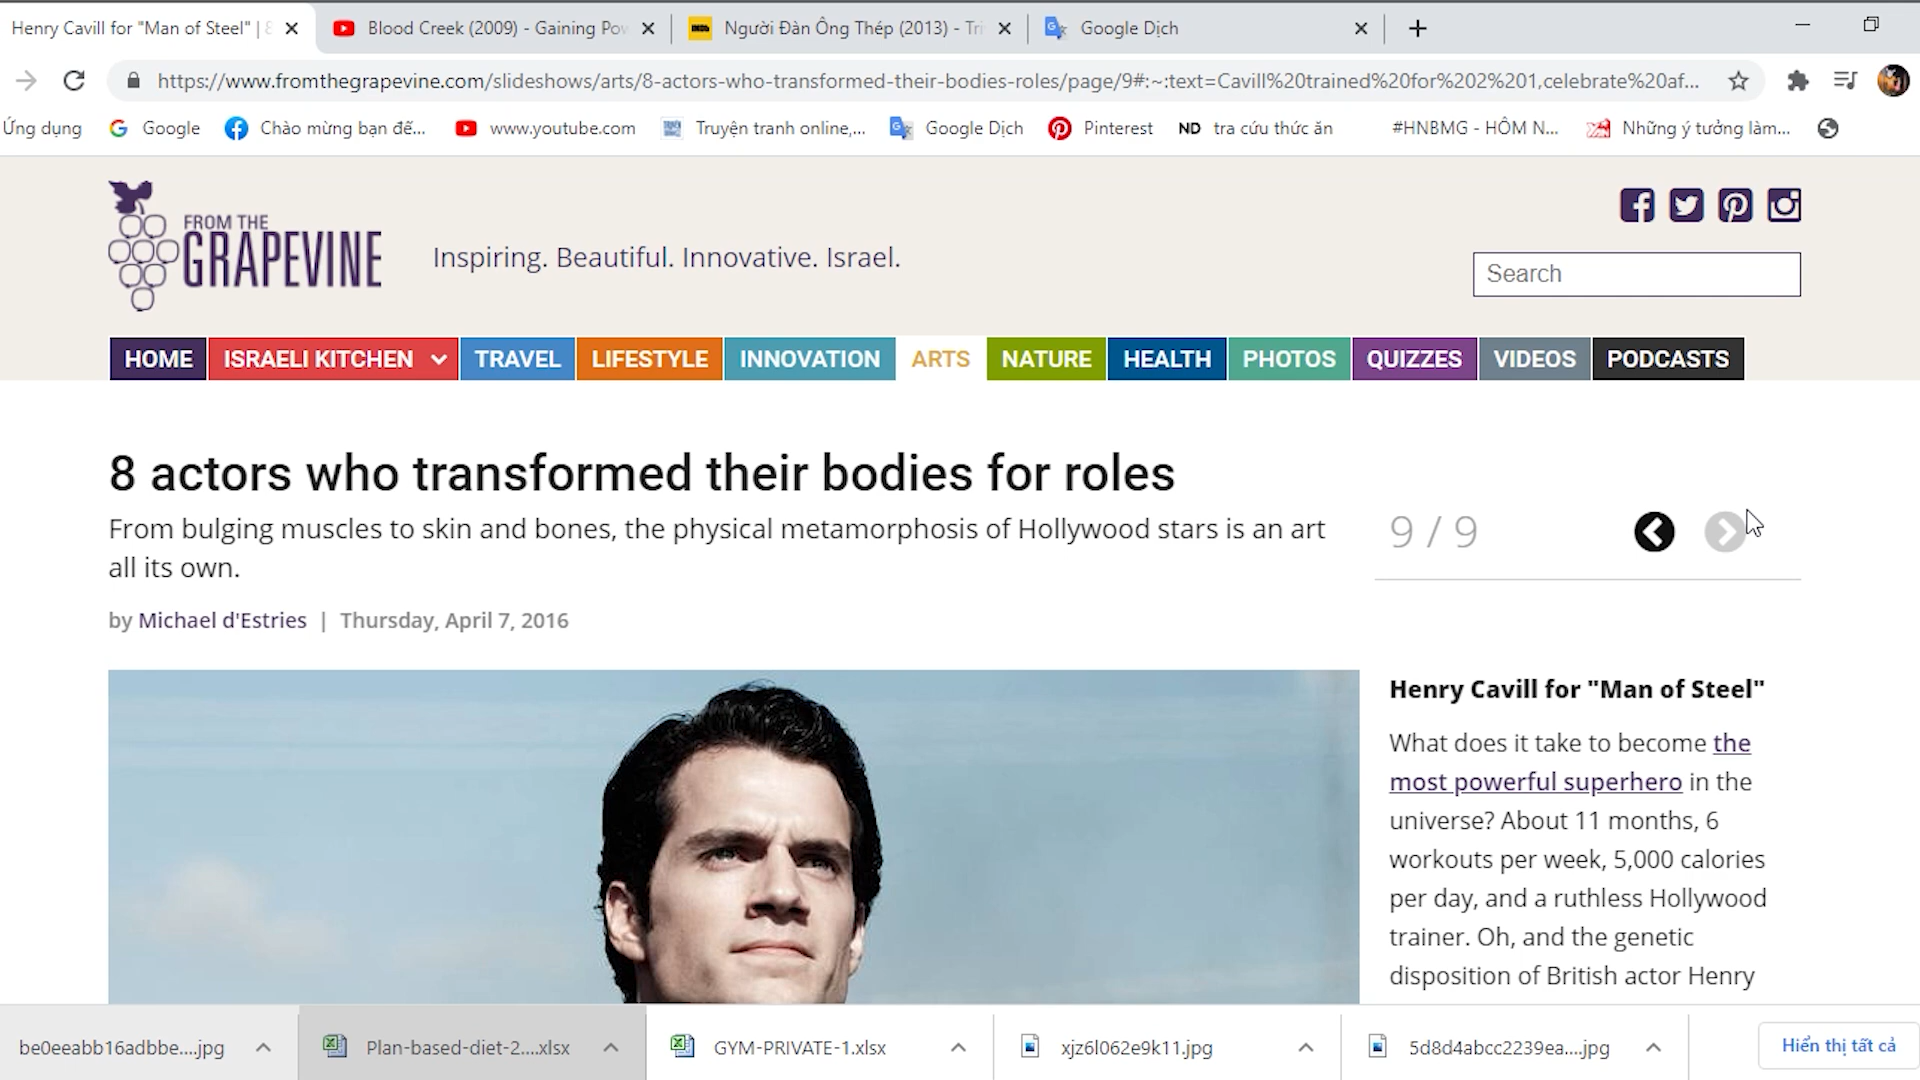 Henry Cavill for "Man of Steel" | 8
Blood Creek (2009) - Gaining Pow
IMDb
Người Đàn Ông Thép (2013) - Tri
Google Dịch
https://www.fromthegrapevine.com/slideshows/arts/8-actors-who-transformed-their-bodies-roles/page/9#:~:text=Cavill%20trained%20for%202%201,celebrate%20af...
Ứng dụng
Google
Chào mừng bạn đế...
www.youtube.com
Truyện tranh online,...
Google Dịch
Pinterest
ND tra cứu thức ăn
#HNBMG - HÔM N...
Những ý tưởng làm...
FROM THE
GRAPEVINE
Inspiring. Beautiful. Innovative. Israel.
Search
HOME
ISRAELI KITCHEN
TRAVEL
LIFESTYLE
INNOVATION
ARTS
NATURE
HEALTH
PHOTOS
QUIZZES
VIDEOS
PODCASTS
8 actors who transformed their bodies for roles
From bulging muscles to skin and bones, the physical metamorphosis of Hollywood stars is an art
all its own.
9 / 9
by Michael d'Estries | Thursday, April 7, 2016
Henry Cavill for "Man of Steel"
What does it take to become the
most powerful superhero in the
universe? About 11 months, 6
workouts per week, 5,000 calories
per day, and a ruthless Hollywood
trainer. Oh, and the genetic
disposition of British actor Henry
be0eeabb16adbbe....jpg
Plan-based-diet-2....xlsx
GYM-PRIVATE-1.xlsx
xjz6l062e9k11.jpg
5d8d4abcc2239ea....jpg
Hiển thị tất cả